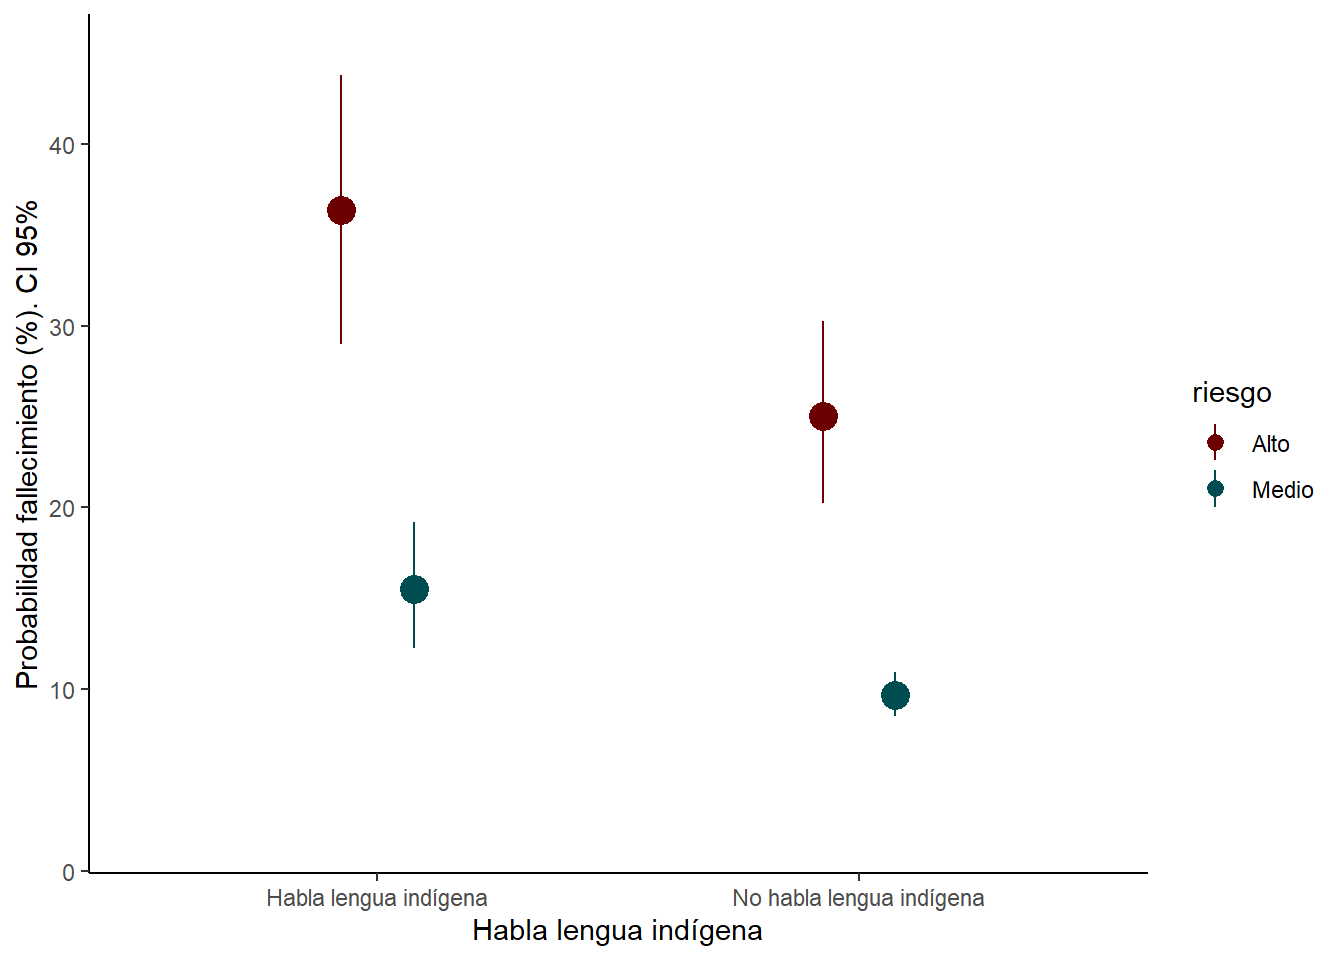 Probabilidad fallecimiento (%). CI 95%
40
30
20
10
0
Habla lengua indígena
No habla lengua indígena
Habla lengua indígena
riesgo
Alto
Medio